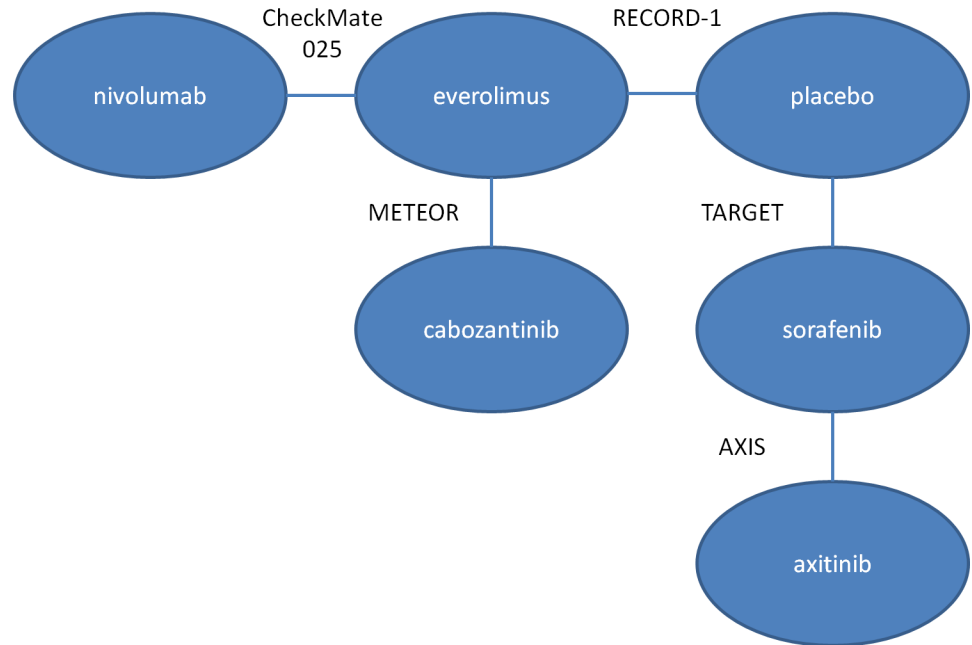 CheckMate
025
RECORD-1
nivolumab
everolimus
placebo
METEOR
TARGET
cabozantinib
sorafenib
AXIS
axitinib